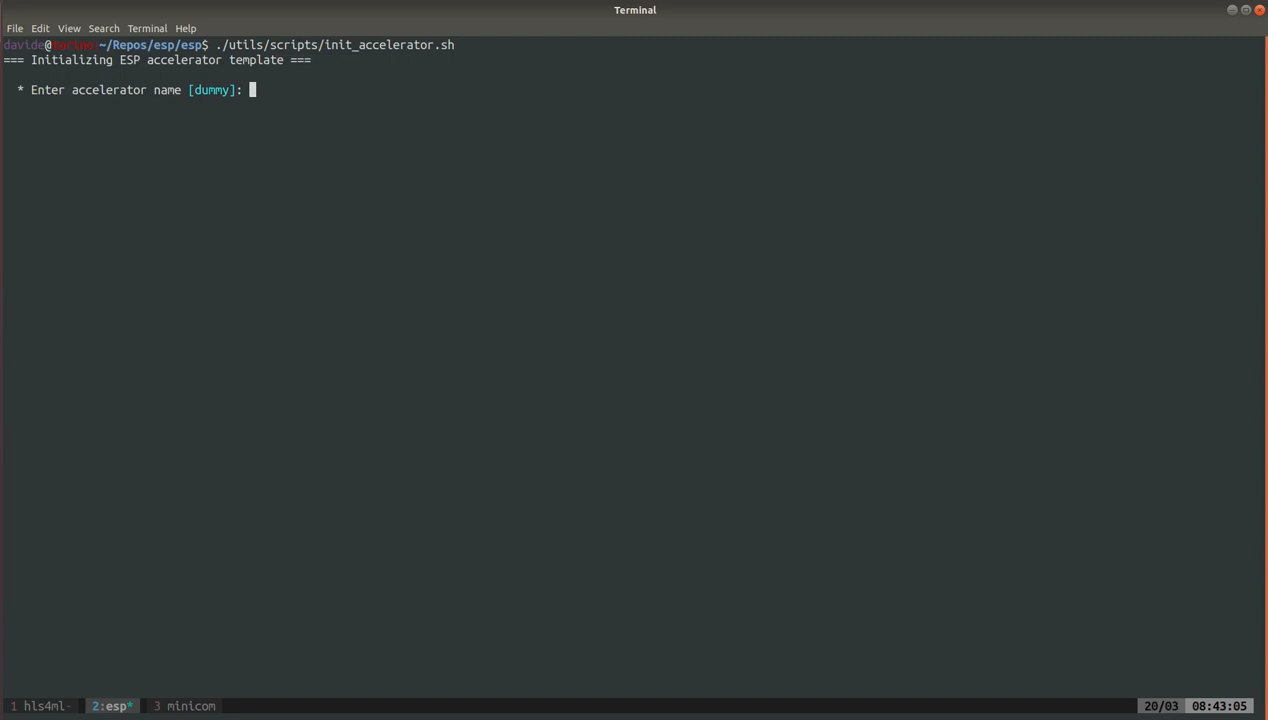 Terminal
File Edit View Search Terminal Help
davide@torino:~/Repos/esp/esp$ ./utils/scripts/init_accelerator.sh
=== Initializing ESP accelerator template ===
* Enter accelerator name [dummy]:
1 hls4ml- 2:esp* 3 minicom 20/03 08:43:05